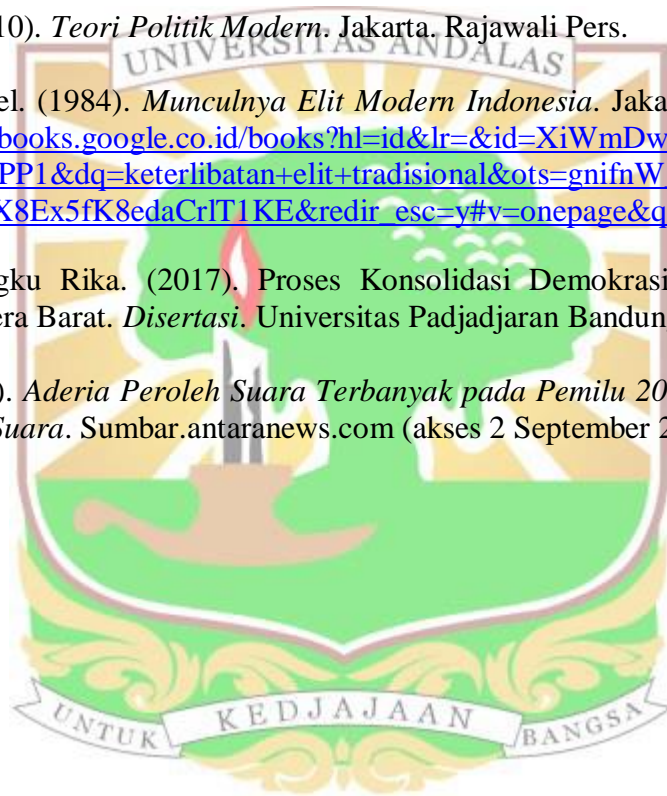 10). Teori Politik Modern. Jakarta. Rajawali Pers.
UNIVERSITAS ANDALAS
el. (1984). Munculnya Elit Modern Indonesia. Jaka
books.google.co.id/books?hl=id&lr=&id=XiWmDw
PP1&dq=keterlibatan+elit+tradisional&ots=gnifnW
X8Ex5fK8edaCrlT1KE&redir_esc=y#v=onepage&q
gku Rika. (2017). Proses Konsolidasi Demokrasi
era Barat. Disertasi. Universitas Padjadjaran Bandun
). Aderia Peroleh Suara Terbanyak pada Pemilu 20
Suara. Sumbar.antaranews.com (akses 2 September 2
UNTUK KEDJAJAAN BANGSA